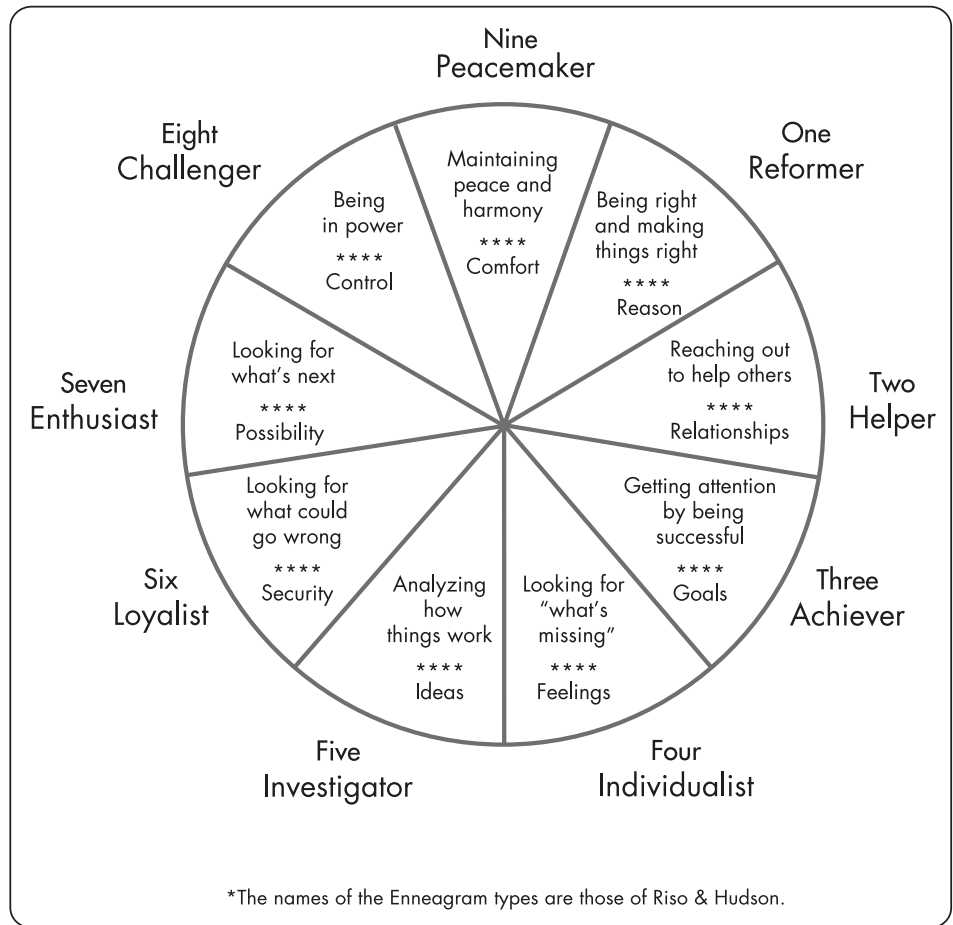 Nine
Peacemaker
One
Reformer
Two
Helper
Three
Achiever
Four
Individualist
Five
Investigator
Six
Loyalist
Seven
Enthusiast
Eight
Challenger
Maintaining
peace and
harmony
****
Comfort
Being right
and making
things right
****
Reason
Reaching out
to help others
****
Relationships
Getting attention
by being
successful
****
Goals
Looking for
“what’s
missing”
****
Feelings
Analyzing
how
things work
****
Ideas
Looking for
what could
go wrong
****
Security
Looking for
what’s next
****
Possibility
Being
in power
****
Control
*The names of the Enneagram types are those of Riso & Hudson.